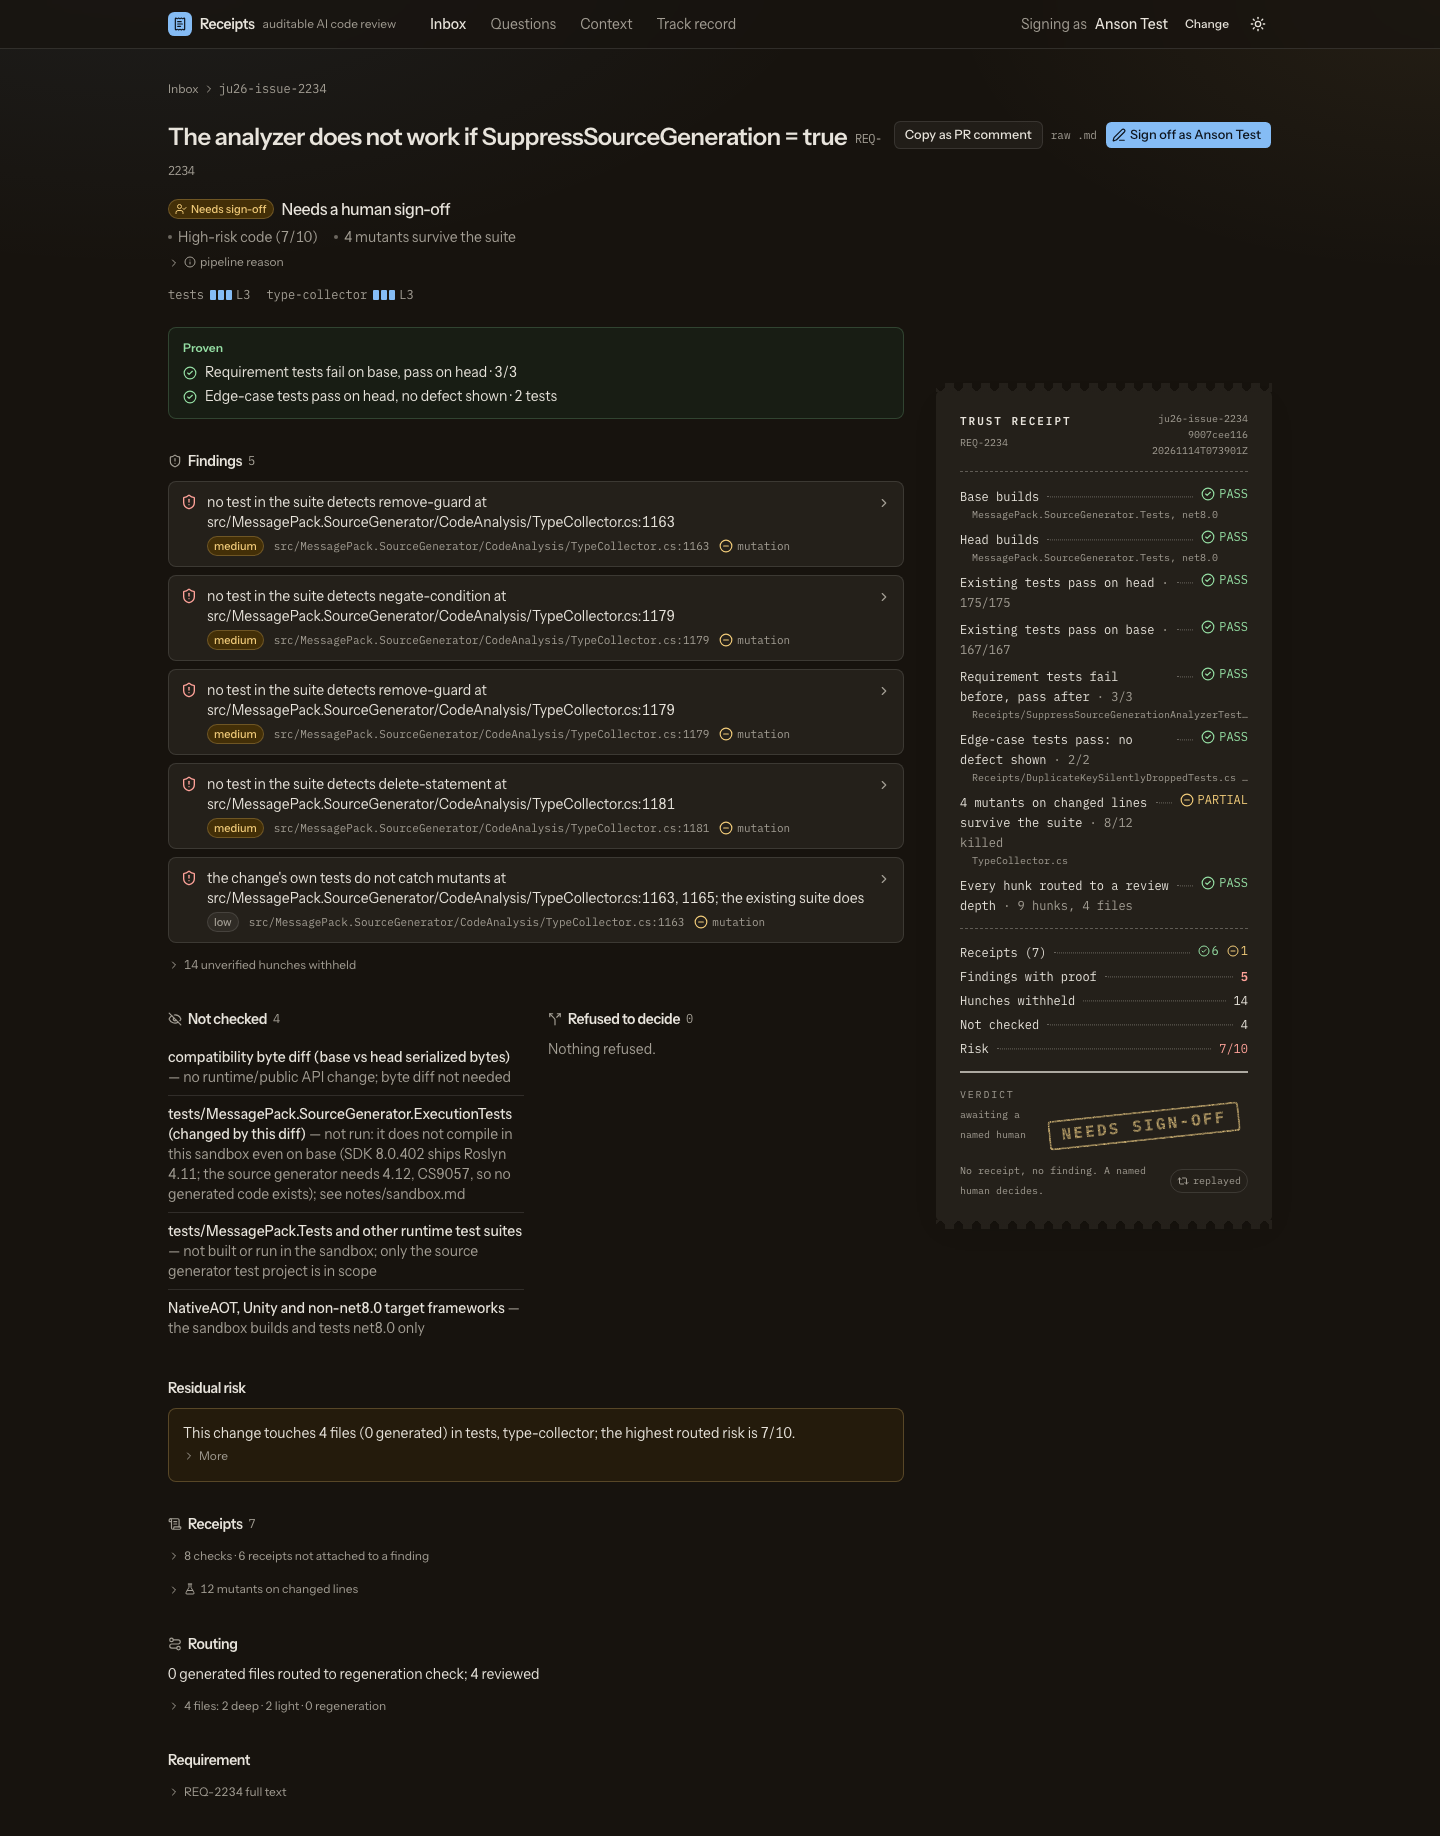 Receipts auditable AI code review Inbox Questions Context Track record Signing as Anson Test Change
Inbox > ju26-issue-2234
The analyzer does not work if SuppressSourceGeneration = true REQ-
2234
Copy as PR comment raw .md Sign off as Anson Test
Needs sign-off Needs a human sign-off
• High-risk code (7/10) • 4 mutants survive the suite
> pipeline reason
tests L3 type-collector L3
Proven
Requirement tests fail on base, pass on head · 3/3
Edge-case tests pass on head, no defect shown · 2 tests
Findings 5
no test in the suite detects remove-guard at
src/MessagePack.SourceGenerator/CodeAnalysis/TypeCollector.cs:1163
medium src/MessagePack.SourceGenerator/CodeAnalysis/TypeCollector.cs:1163 mutation
no test in the suite detects negate-condition at
src/MessagePack.SourceGenerator/CodeAnalysis/TypeCollector.cs:1179
medium src/MessagePack.SourceGenerator/CodeAnalysis/TypeCollector.cs:1179 mutation
no test in the suite detects remove-guard at
src/MessagePack.SourceGenerator/CodeAnalysis/TypeCollector.cs:1179
medium src/MessagePack.SourceGenerator/CodeAnalysis/TypeCollector.cs:1179 mutation
no test in the suite detects delete-statement at
src/MessagePack.SourceGenerator/CodeAnalysis/TypeCollector.cs:1181
medium src/MessagePack.SourceGenerator/CodeAnalysis/TypeCollector.cs:1181 mutation
the change's own tests do not catch mutants at
src/MessagePack.SourceGenerator/CodeAnalysis/TypeCollector.cs:1163, 1165; the existing suite does
low src/MessagePack.SourceGenerator/CodeAnalysis/TypeCollector.cs:1163 mutation
> 14 unverified hunches withheld
Not checked 4
compatibility byte diff (base vs head serialized bytes)
— no runtime/public API change; byte diff not needed
tests/MessagePack.SourceGenerator.ExecutionTests
(changed by this diff) — not run: it does not compile in
this sandbox even on base (SDK 8.0.402 ships Roslyn
4.11; the source generator needs 4.12, CS9057, so no
generated code exists); see notes/sandbox.md
tests/MessagePack.Tests and other runtime test suites
— not built or run in the sandbox; only the source
generator test project is in scope
NativeAOT, Unity and non-net8.0 target frameworks —
the sandbox builds and tests net8.0 only
Refused to decide 0
Nothing refused.
Residual risk
This change touches 4 files (0 generated) in tests, type-collector; the highest routed risk is 7/10.
> More
Receipts 7
> 8 checks · 6 receipts not attached to a finding
> 12 mutants on changed lines
Routing
0 generated files routed to regeneration check; 4 reviewed
> 4 files: 2 deep · 2 light · 0 regeneration
Requirement
> REQ-2234 full text
TRUST RECEIPT
REQ-2234
ju26-issue-2234
9007cee116
20261114T073901Z
Base builds PASS
MessagePack.SourceGenerator.Tests, net8.0
Head builds PASS
MessagePack.SourceGenerator.Tests, net8.0
Existing tests pass on head · PASS
175/175
Existing tests pass on base · PASS
167/167
Requirement tests fail PASS
before, pass after · 3/3
Receipts/SuppressSourceGenerationAnalyzerTest…
Edge-case tests pass: no PASS
defect shown · 2/2
Receipts/DuplicateKeySilentlyDroppedTests.cs …
4 mutants on changed lines PARTIAL
survive the suite · 8/12
killed
TypeCollector.cs
Every hunk routed to a review PASS
depth · 9 hunks, 4 files
Receipts (7) 6 1
Findings with proof 5
Hunches withheld 14
Not checked 4
Risk 7/10
VERDICT
awaiting a
named human
NEEDS SIGN-OFF
No receipt, no finding. A named
human decides.
replayed